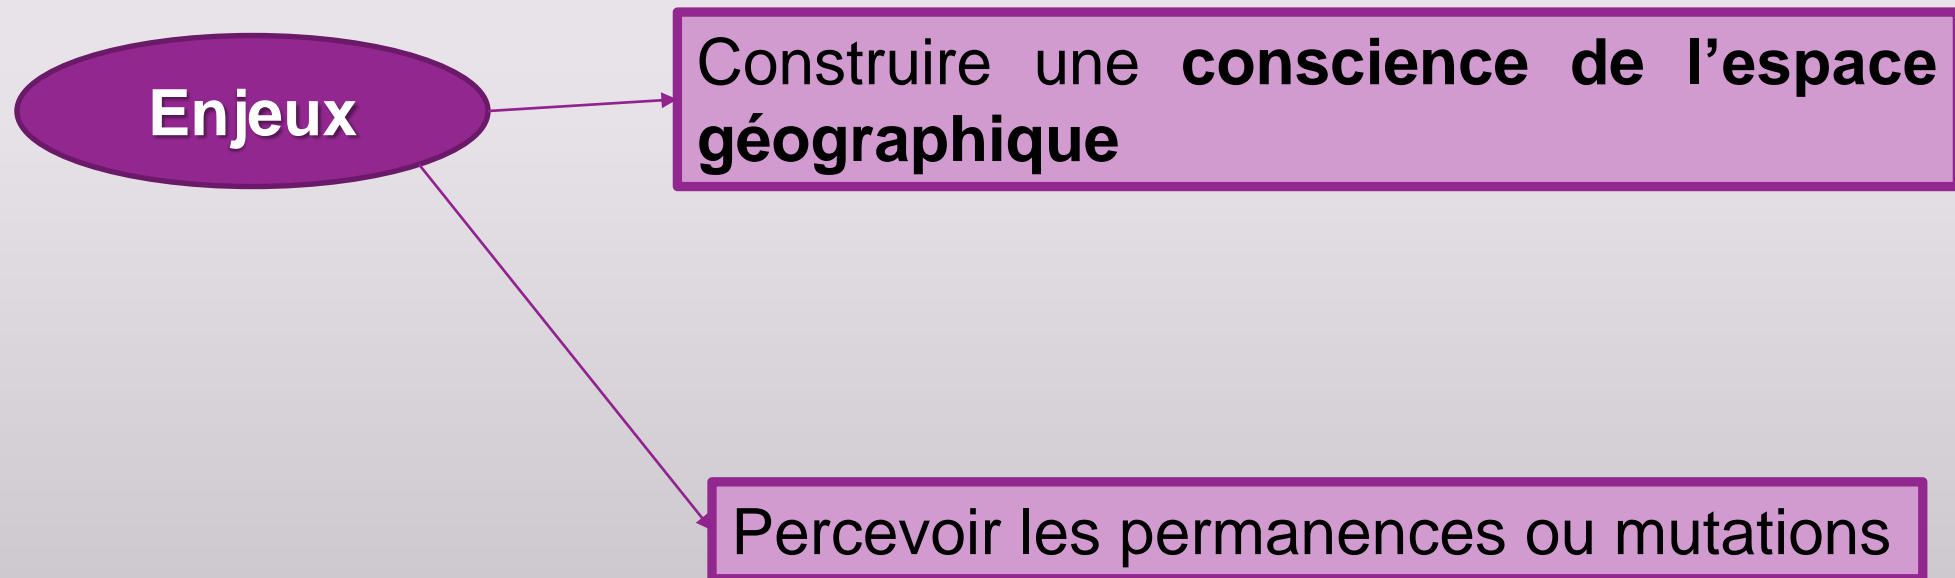 Enjeux
Construire une conscience de l’espace
géographique
Percevoir les permanences ou mutations